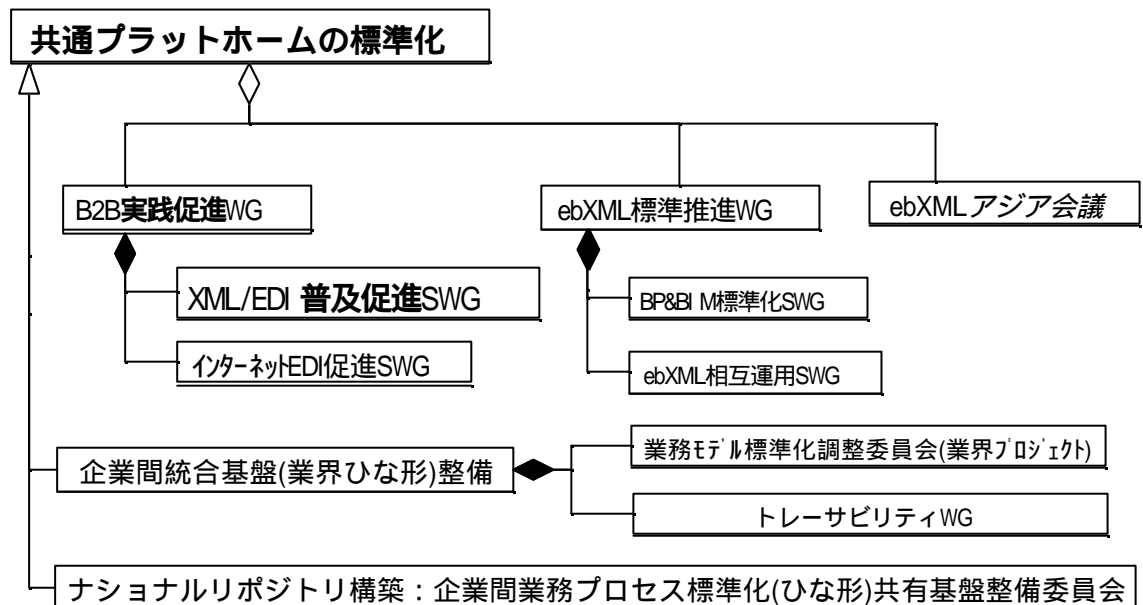 共通プラットホームの標準化
B2B実践促進WG
ebXML標準推進WG
ebXMLアジア会議
XML/EDI 普及促進SWG
BP&BI M標準化SWG
インターネットEDI促進SWG
ebXML相互運用SWG
業務モデル標準化調整委員会(業界プロジェクト)
企業間統合基盤(業界ひな形)整備
トレーサビリティWG
ナショナルリポジトリ構築：企業間業務プロセス標準化(ひな形)共有基盤整備委員会